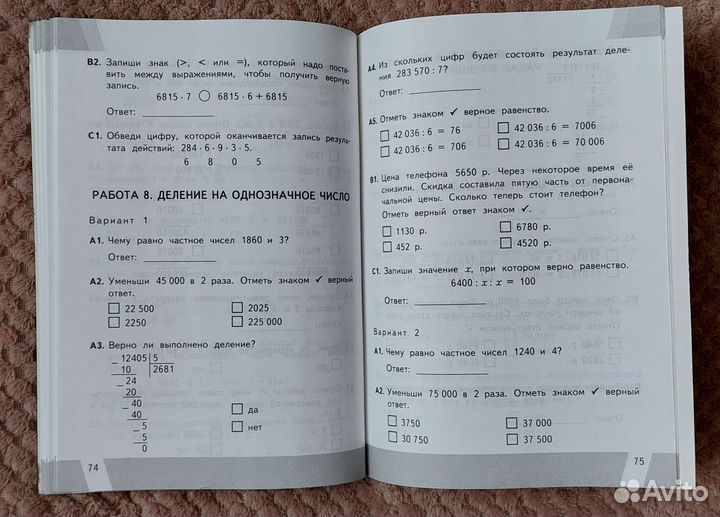 В2. Запиши знак (>, < или =), который надо поста-
вить между выражениями, чтобы получить верную
запись.
6815 · 7 ◯ 6815 · 6 + 6815
Ответ:
С1. Обведи цифру, которой оканчивается запись резуль-
тата действий: 284 · 6 · 9 · 3 · 5.
6 8 0 5
РАБОТА 8. ДЕЛЕНИЕ НА ОДНОЗНАЧНОЕ ЧИСЛО
Вариант 1
А1. Чему равно частное чисел 1860 и 3?
Ответ:
А2. Уменьши 45 000 в 2 раза. Отметь знаком ✓ верный
ответ.
☐ 22 500 ☐ 2025
☐ 2250 ☐ 225 000
А3. Верно ли выполнено деление?
12405 5
10 2681
24
20
40
40 ☐ да
5
5 ☐ нет
0
74
А4. Из скольких цифр будет состоять результат деле-
ния 283 570 : 7?
Ответ:
А5. Отметь знаком ✓ верное равенство.
☐ 42 036 : 6 = 76 ☐ 42 036 : 6 = 7006
☐ 42 036 : 6 = 706 ☐ 42 036 : 6 = 70 006
В1. Цена телефона 5650 р. Через некоторое время её
снизили. Скидка составила пятую часть от первона-
чальной цены. Сколько теперь стоит телефон?
Отметь верный ответ знаком ✓.
☐ 1130 р. ☐ 6780 р.
☐ 452 р. ☐ 4520 р.
С1. Запиши значение x, при котором верно равенство.
6400 : x : x = 100
Ответ:
Вариант 2
А1. Чему равно частное чисел 1240 и 4?
Ответ:
А2. Уменьши 75 000 в 2 раза. Отметь знаком ✓ верный
ответ.
☐ 3750 ☐ 37 000
☐ 30 750 ☐ 37 500
75
Avito